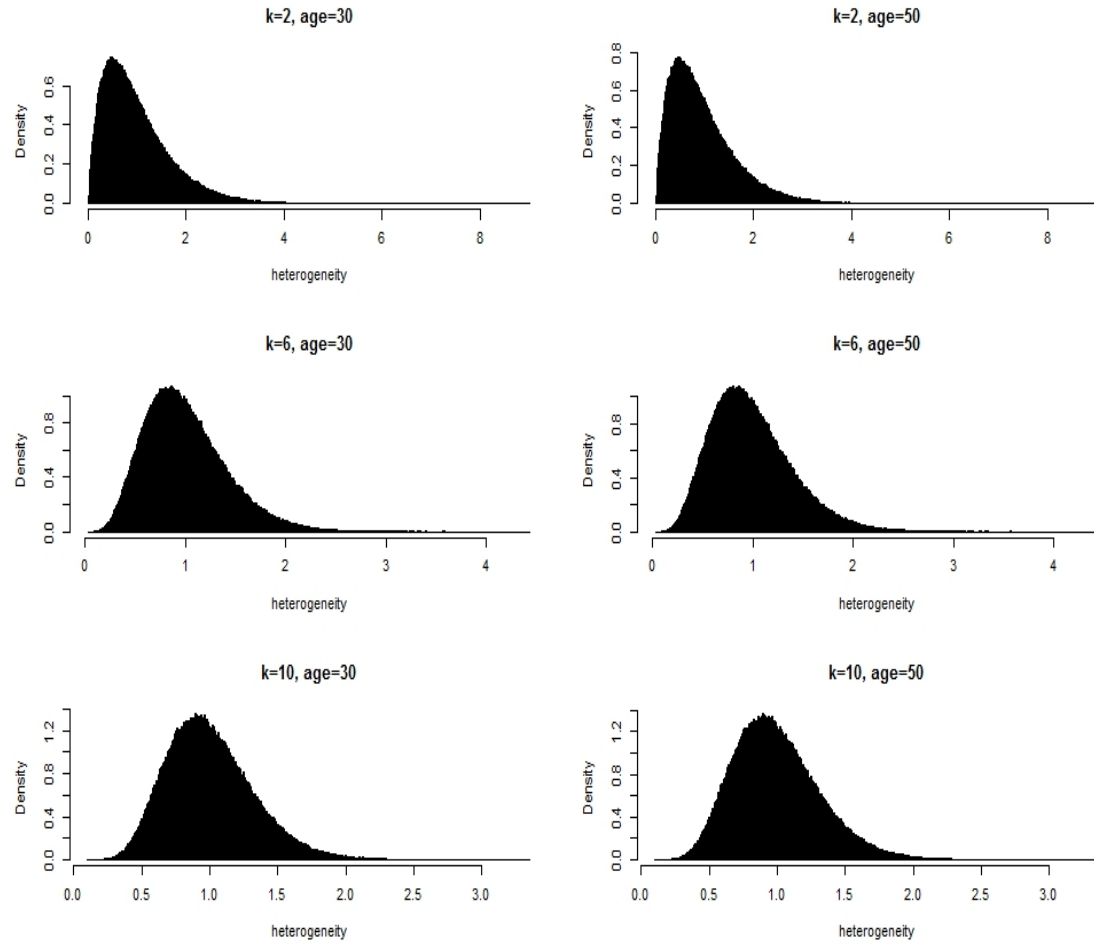 k=2, age=30
Density
0.0 0.2 0.4 0.6
0 2 4 6 8
heterogeneity
k=2, age=50
Density
0.0 0.2 0.4 0.6 0.8
0 2 4 6 8
heterogeneity
k=6, age=30
Density
0.0 0.4 0.8
0 1 2 3 4
heterogeneity
k=6, age=50
Density
0.0 0.4 0.8
0 1 2 3 4
heterogeneity
k=10, age=30
Density
0.0 0.4 0.8 1.2
0.0 0.5 1.0 1.5 2.0 2.5 3.0
heterogeneity
k=10, age=50
Density
0.0 0.4 0.8 1.2
0.0 0.5 1.0 1.5 2.0 2.5 3.0
heterogeneity